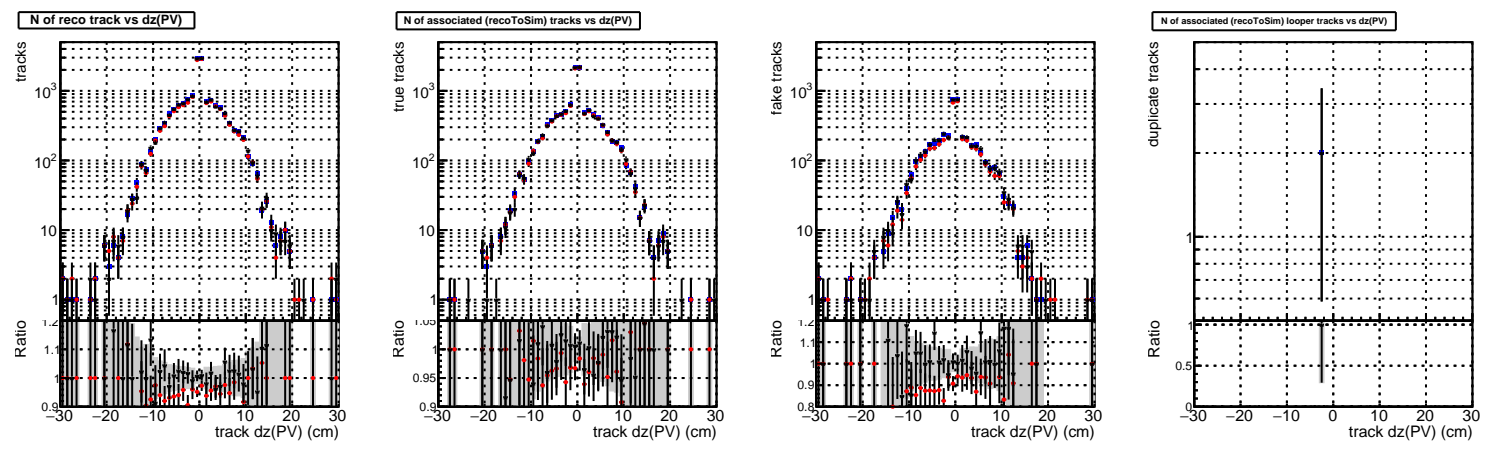 N of reco track vs dz(PV)
tracks
10³
10²
10
1
Ratio
1.2
1.1
1
0.9
−30 −20 −10 0 10 20 30
track dz(PV) (cm)
N of associated (recoToSim) tracks vs dz(PV)
true tracks
10³
10²
10
1
Ratio
1.05
1
0.95
0.9
−30 −20 −10 0 10 20 30
track dz(PV) (cm)
fake tracks
10³
10²
10
1
Ratio
1.2
1.1
1
0.9
0.8
−30 −20 −10 0 10 20 30
track dz(PV) (cm)
N of associated (recoToSim) looper tracks vs dz(PV)
duplicate tracks
1
Ratio
1
0.5
0
−30 −20 −10 0 10 20 30
track dz(PV) (cm)